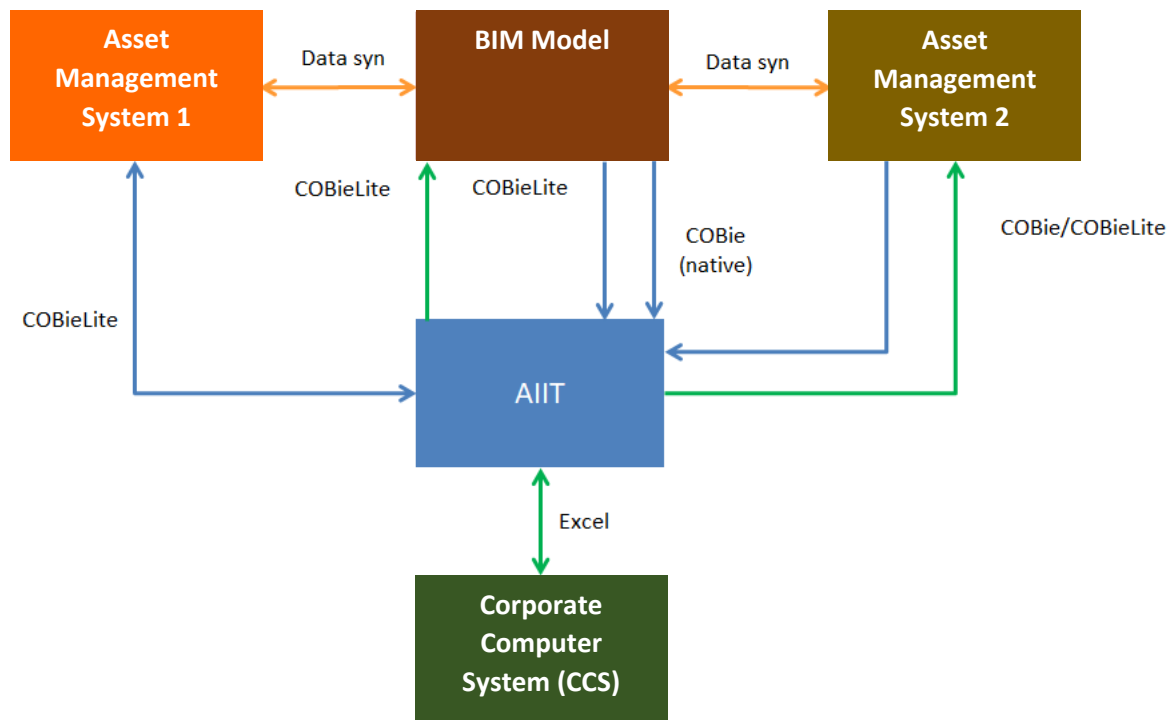 Asset
Management
System 1
Data syn
BIM Model
Data syn
Asset
Management
System 2
COBieLite
COBieLite
COBie
(native)
COBie/COBieLite
COBieLite
AIIT
Excel
Corporate
Computer
System (CCS)